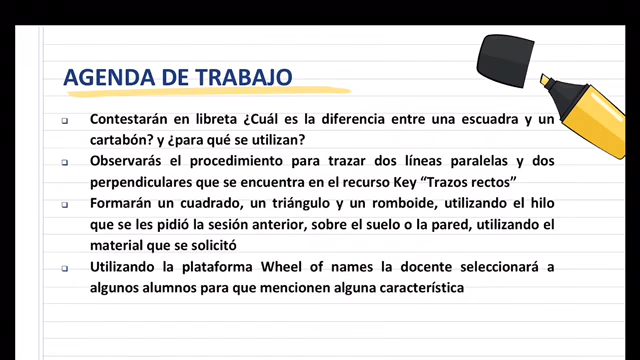 AGENDA DE TRABAJO
Contestarán en libreta ¿Cuál es la diferencia entre una escuadra y un
cartabón? y ¿para qué se utilizan?
Observarás el procedimiento para trazar dos líneas paralelas y dos
perpendiculares que se encuentra en el recurso Key “Trazos rectos”
Formarán un cuadrado, un triángulo y un romboide, utilizando el hilo
que se les pidió la sesión anterior, sobre el suelo o la pared, utilizando el
material que se solicitó
Utilizando la plataforma Wheel of names la docente seleccionará a
algunos alumnos para que mencionen alguna característica